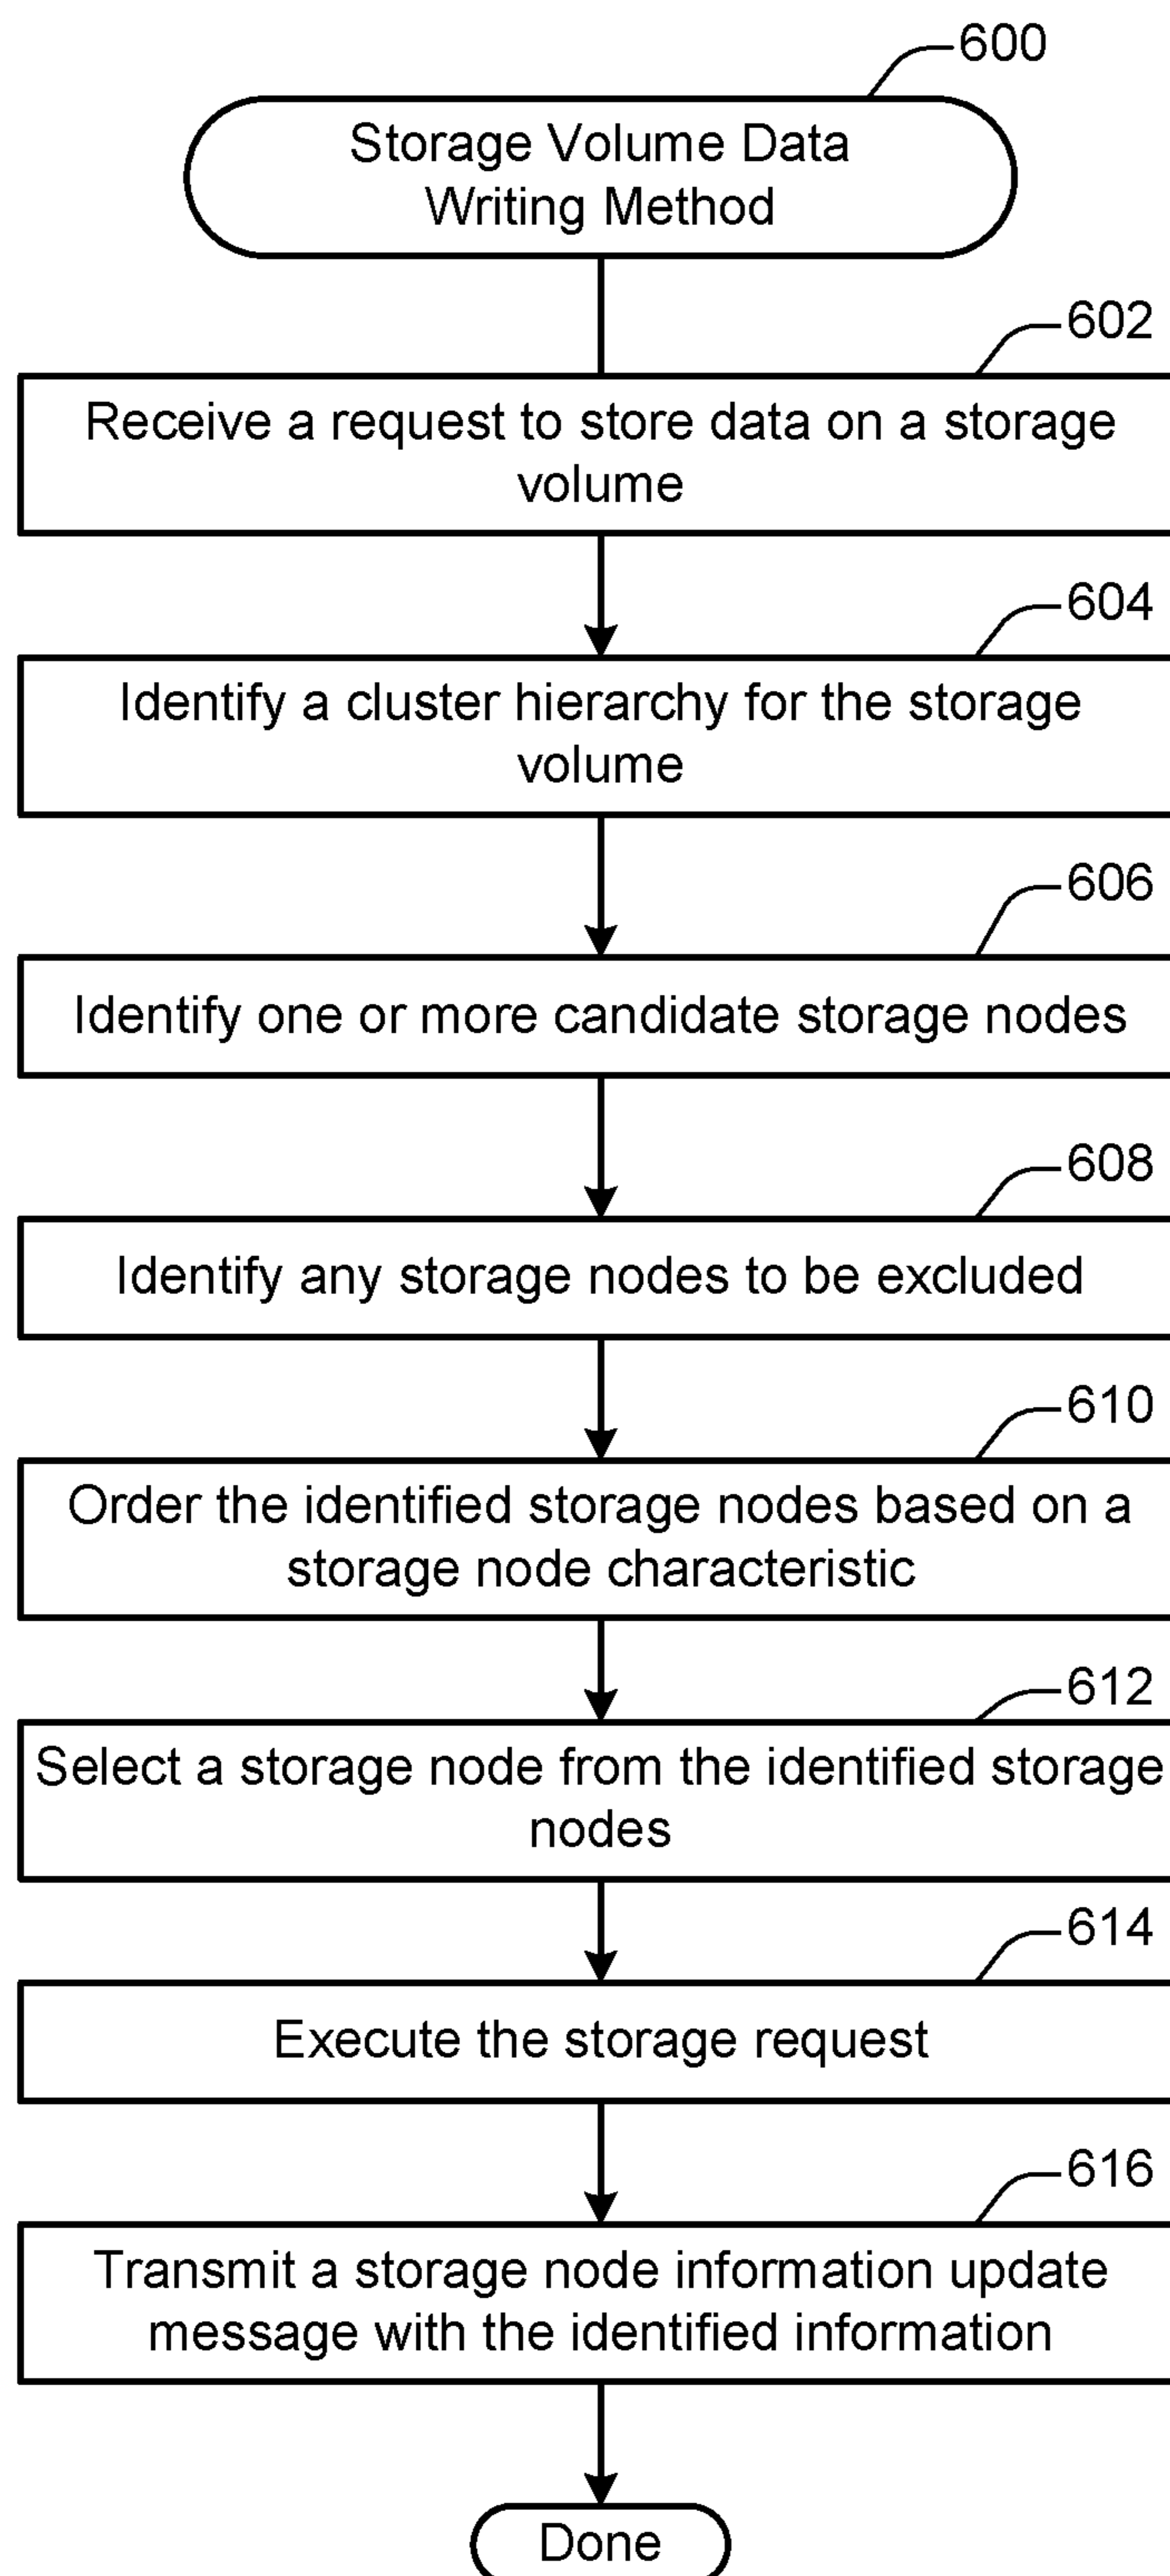 600
Storage Volume Data
Writing Method
602
Receive a request to store data on a storage
volume
604
Identify a cluster hierarchy for the storage
volume
606
Identify one or more candidate storage nodes
608
Identify any storage nodes to be excluded
610
Order the identified storage nodes based on a
storage node characteristic
612
Select a storage node from the identified storage
nodes
614
Execute the storage request
616
Transmit a storage node information update
message with the identified information
Done